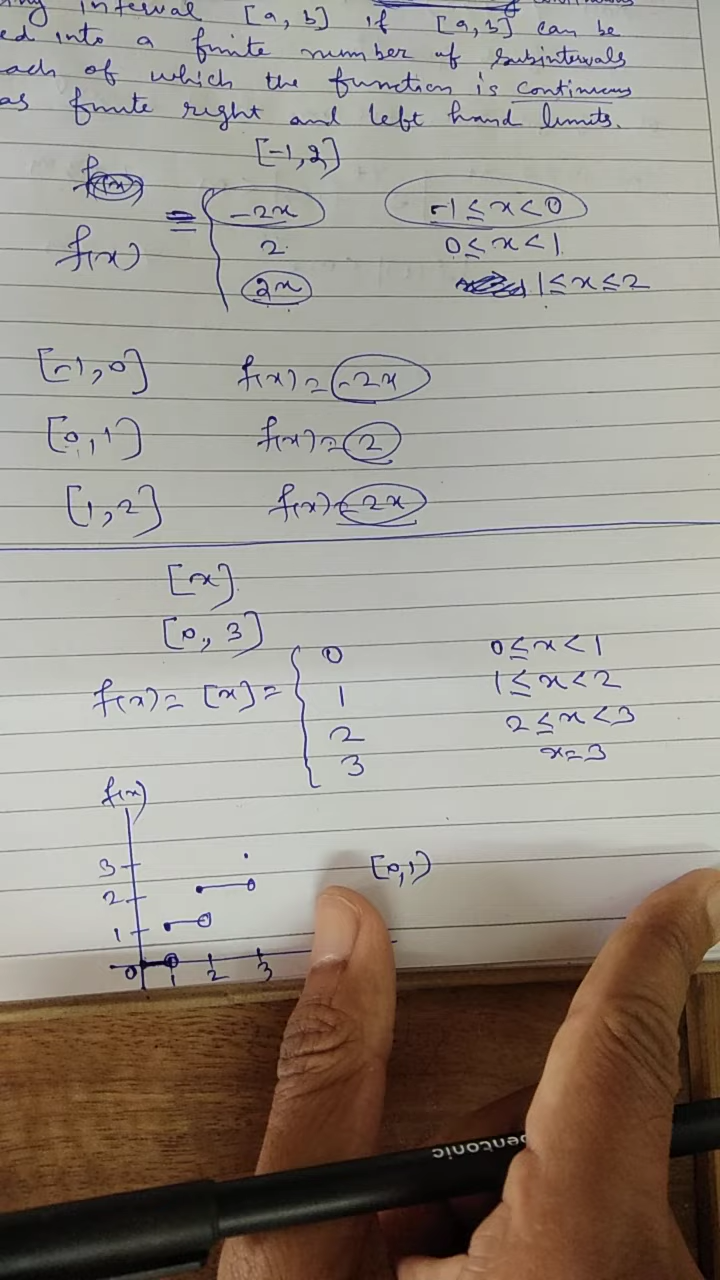 interval [a, b] if [a, b] can be
ed into a finite number of subintervals
each of which the function is continuous
as finite right and left hand limits.
[-1,2]
f(x) = { -2x -1≤x<0
2 0≤x<1
2x 1≤x≤2
[-1,0] f(x) = -2x
[0,1) f(x) = 2
[1,2] f(x) = 2x
[x]
[0, 3]
f(x) = [x] = { 0 0≤x<1
1 1≤x<2
2 2≤x<3
3 x=3
f(x)
3
2
1
0 1 2 3
[0,1)
pentonic